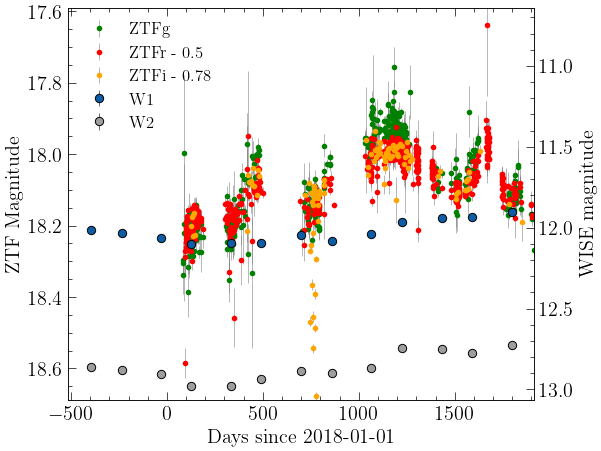 17.6
17.8
18.0
18.2
18.4
18.6
ZTF Magnitude
ZTFg
ZTFr - 0.5
ZTFi - 0.78
W1
W2
11.0
11.5
12.0
12.5
13.0
WISE magnitude
−500
0
500
1000
1500
Days since 2018-01-01